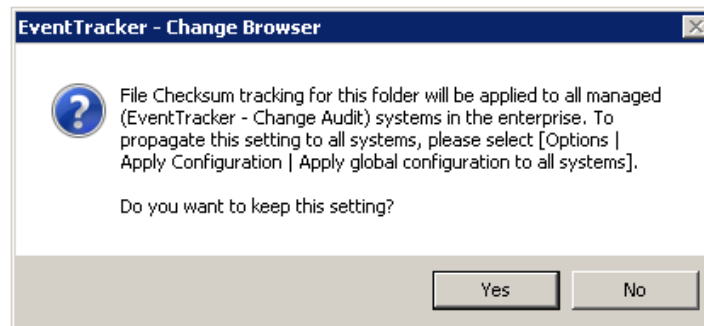 EventTracker - Change Browser
File Checksum tracking for this folder will be applied to all managed
(EventTracker - Change Audit) systems in the enterprise. To
propagate this setting to all systems, please select [Options |
Apply Configuration | Apply global configuration to all systems].
Do you want to keep this setting?
Yes
No